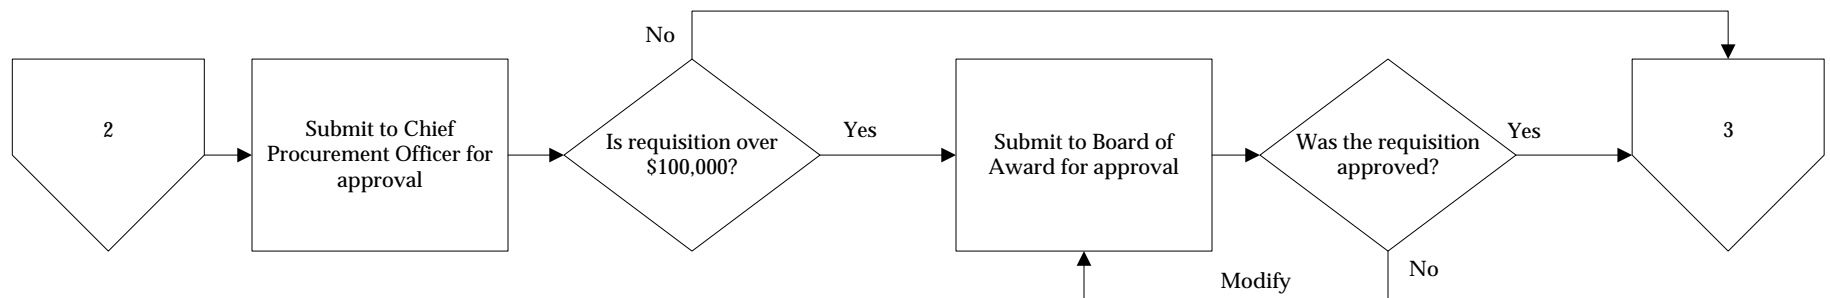 No
2
Submit to Chief
Procurement Officer for
approval
Is requisition over
$100,000?
Yes
Submit to Board of
Award for approval
Was the requisition
approved?
Yes
3
No
Modify